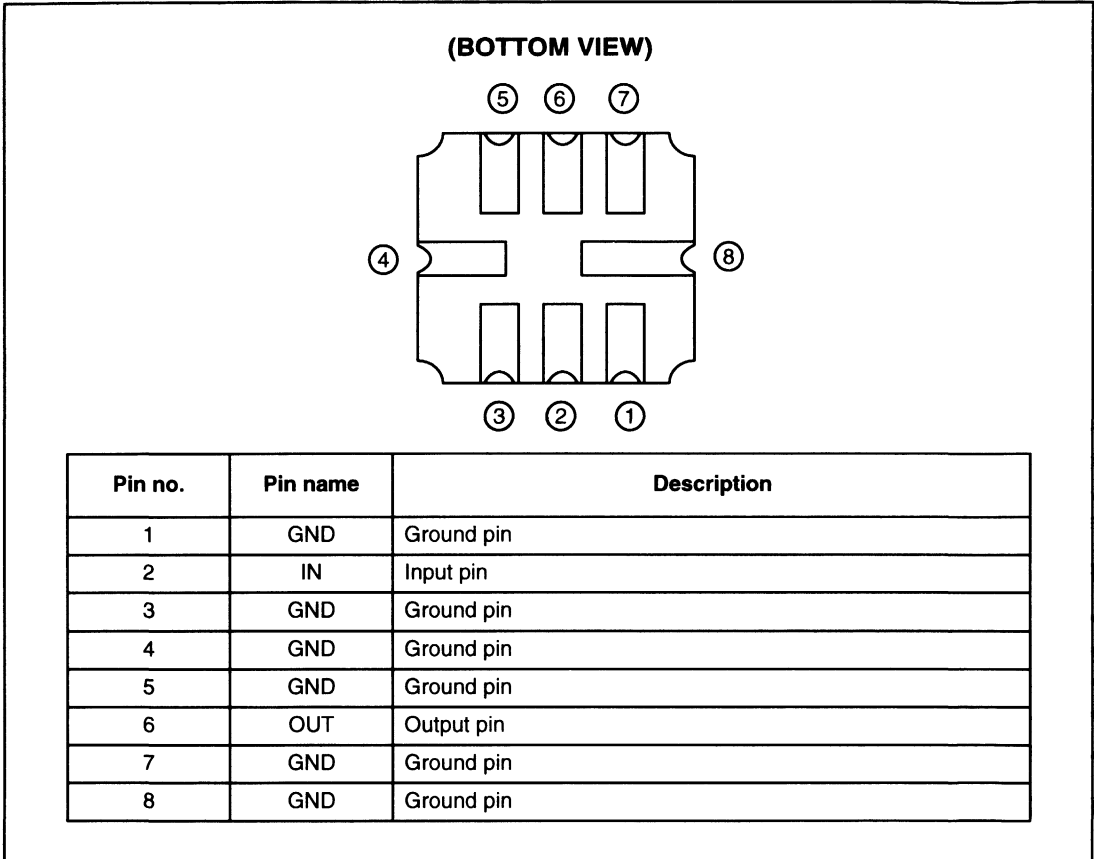 (BOTTOM VIEW)
⑤ ⑥ ⑦
④ ⑧
③ ② ①
Pin no. Pin name Description
1 GND Ground pin
2 IN Input pin
3 GND Ground pin
4 GND Ground pin
5 GND Ground pin
6 OUT Output pin
7 GND Ground pin
8 GND Ground pin